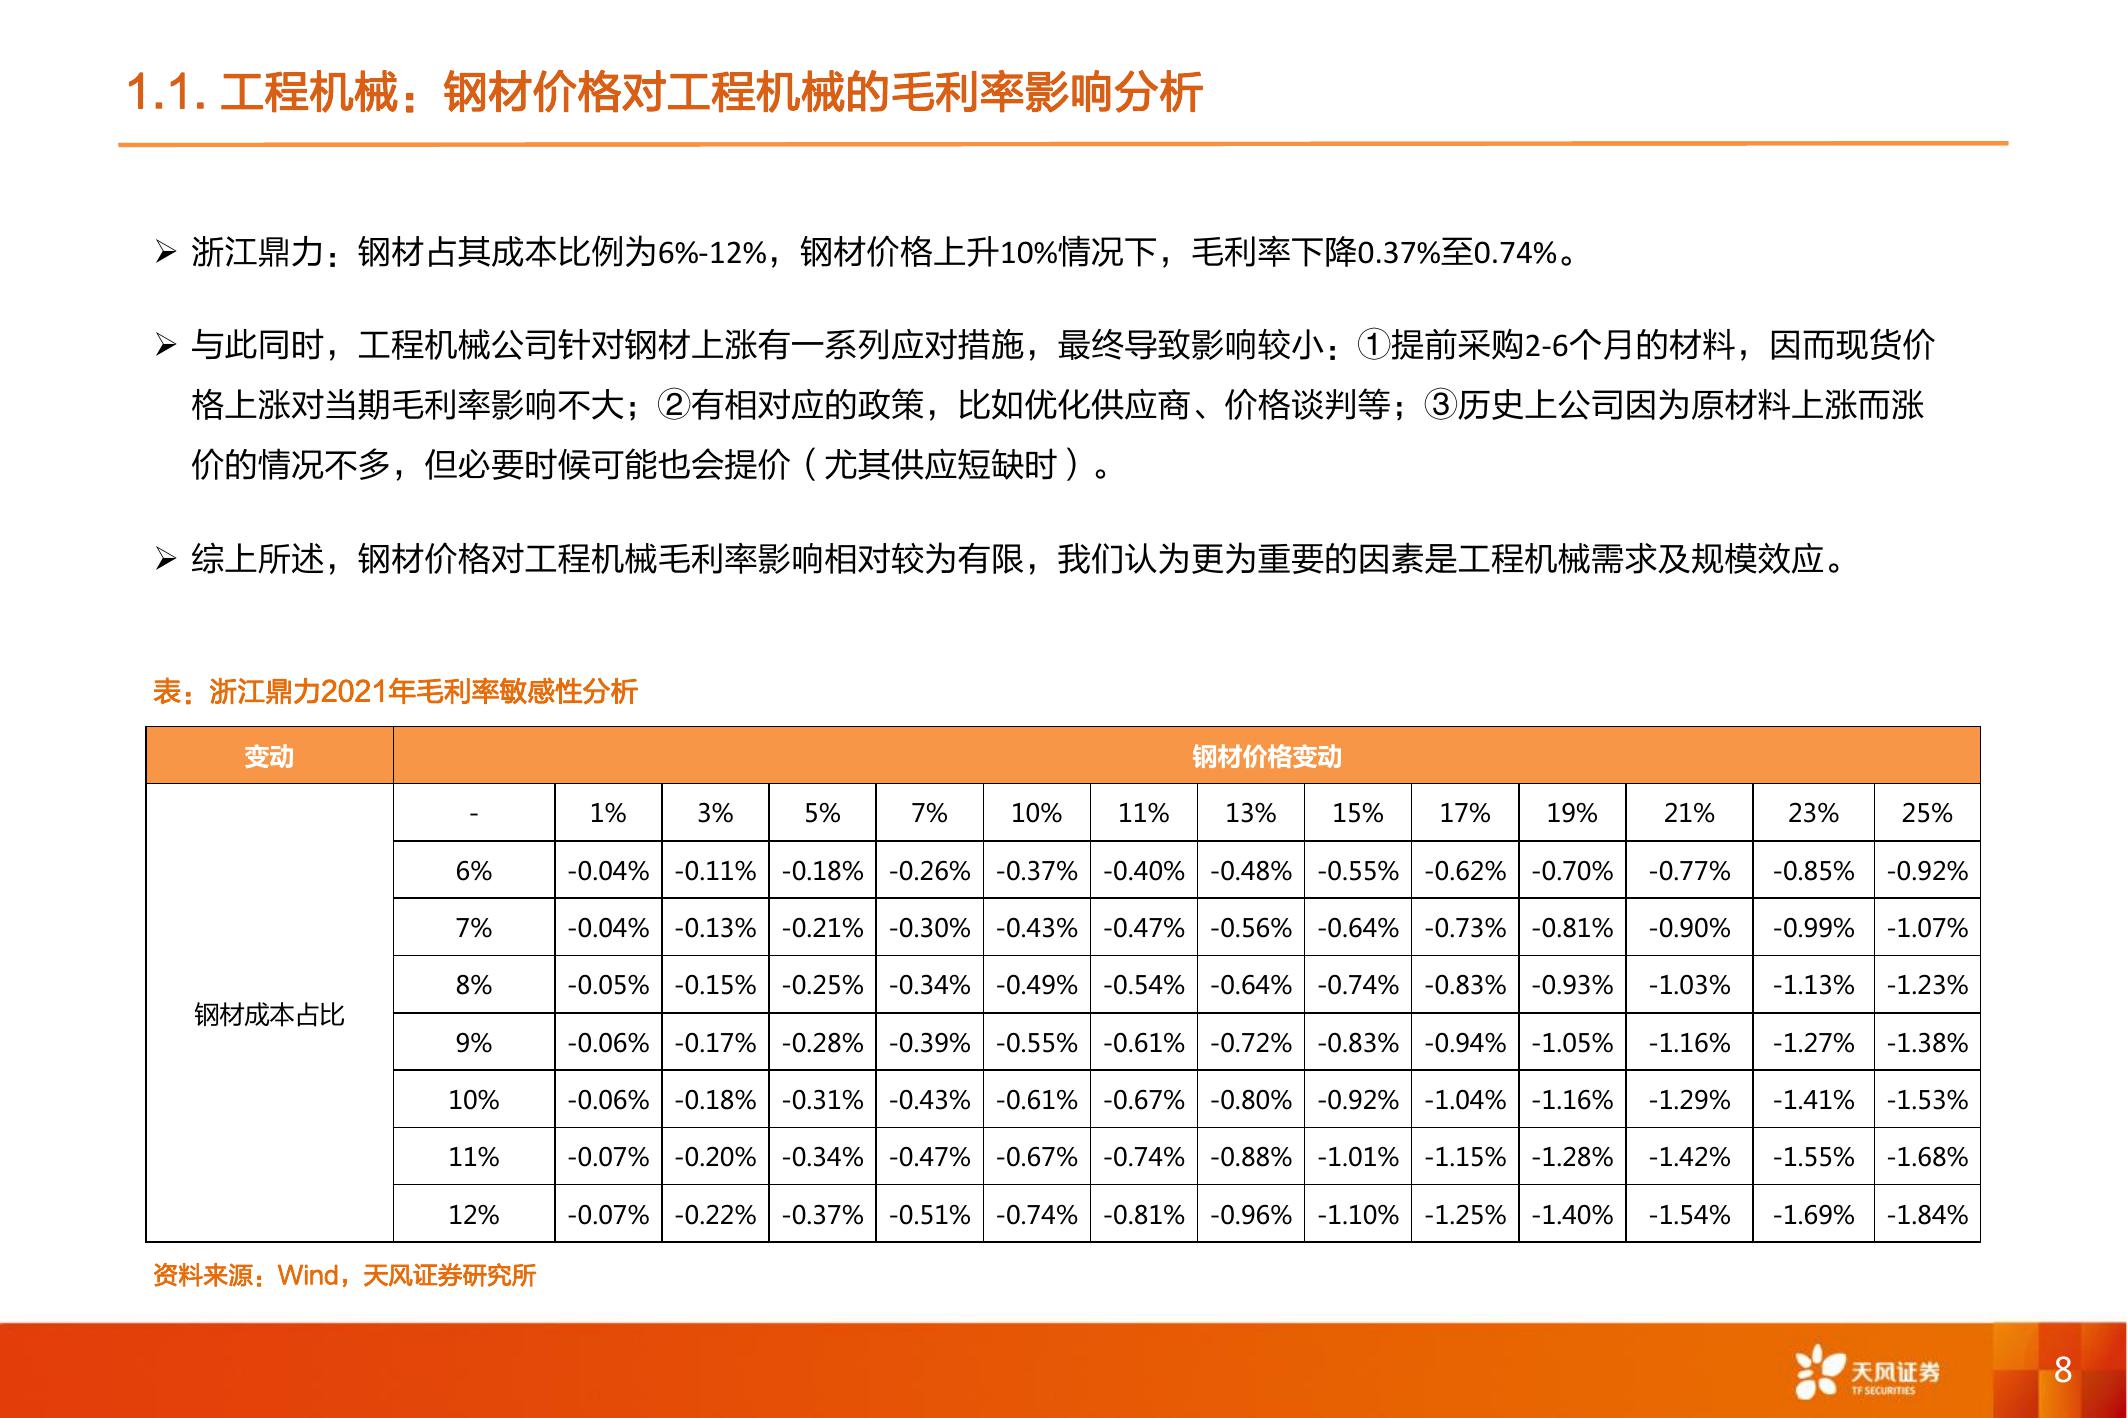 1.1. 工程机械：钢材价格对工程机械的毛利率影响分析
➢ 浙江鼎力：钢材占其成本比例为6%-12%，钢材价格上升10%情况下，毛利率下降0.37%至0.74%。
➢ 与此同时，工程机械公司针对钢材上涨有一系列应对措施，最终导致影响较小：①提前采购2-6个月的材料，因而现货价
格上涨对当期毛利率影响不大；②有相对应的政策，比如优化供应商、价格谈判等；③历史上公司因为原材料上涨而涨
价的情况不多，但必要时候可能也会提价（尤其供应短缺时）。
➢ 综上所述，钢材价格对工程机械毛利率影响相对较为有限，我们认为更为重要的因素是工程机械需求及规模效应。
表：浙江鼎力2021年毛利率敏感性分析
变动 钢材价格变动
- 1% 3% 5% 7% 10% 11% 13% 15% 17% 19% 21% 23% 25%
6% -0.04% -0.11% -0.18% -0.26% -0.37% -0.40% -0.48% -0.55% -0.62% -0.70% -0.77% -0.85% -0.92%
7% -0.04% -0.13% -0.21% -0.30% -0.43% -0.47% -0.56% -0.64% -0.73% -0.81% -0.90% -0.99% -1.07%
8% -0.05% -0.15% -0.25% -0.34% -0.49% -0.54% -0.64% -0.74% -0.83% -0.93% -1.03% -1.13% -1.23%
钢材成本占比
9% -0.06% -0.17% -0.28% -0.39% -0.55% -0.61% -0.72% -0.83% -0.94% -1.05% -1.16% -1.27% -1.38%
10% -0.06% -0.18% -0.31% -0.43% -0.61% -0.67% -0.80% -0.92% -1.04% -1.16% -1.29% -1.41% -1.53%
11% -0.07% -0.20% -0.34% -0.47% -0.67% -0.74% -0.88% -1.01% -1.15% -1.28% -1.42% -1.55% -1.68%
12% -0.07% -0.22% -0.37% -0.51% -0.74% -0.81% -0.96% -1.10% -1.25% -1.40% -1.54% -1.69% -1.84%
资料来源：Wind，天风证券研究所
天风证券
TF SECURITIES
8